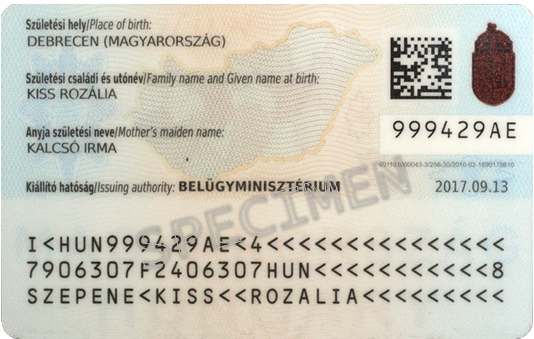 Születési hely/Place of birth:
DEBRECEN (MAGYARORSZÁG)
Születési családi és utónév/Family name and Given name at birth:
KISS ROZÁLIA
Anyja születési neve/Mother's maiden name:
KALCSÓ IRMA
999429AE
Kiállító hatóság/Issuing authority: BELÜGYMINISZTÉRIUM
2017.09.13
SPECIMEN
I<HUN999429AE<4<<<<<<<<<<<<<<<
7906307F2406307HUN<<<<<<<<<<<8
SZEPENE<KISS<<ROZALIA<<<<<<<<<